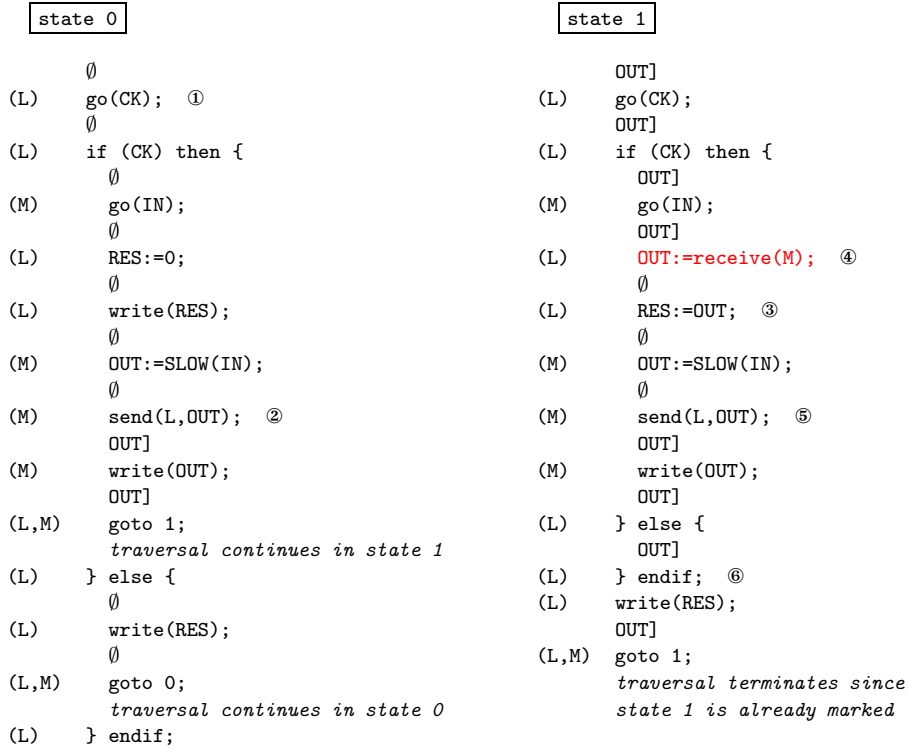 state 0
∅
(L) go(CK); ①
∅
(L) if (CK) then {
∅
(M) go(IN);
∅
(L) RES:=0;
∅
(L) write(RES);
∅
(M) OUT:=SLOW(IN);
∅
(M) send(L,OUT); ②
OUT]
(M) write(OUT);
OUT]
(L,M) goto 1;
traversal continues in state 1
(L) } else {
∅
(L) write(RES);
∅
(L,M) goto 0;
traversal continues in state 0
(L) } endif;
state 1
OUT]
(L) go(CK);
OUT]
(L) if (CK) then {
OUT]
(M) go(IN);
OUT]
(L) OUT:=receive(M); ④
∅
(L) RES:=OUT; ③
∅
(M) OUT:=SLOW(IN);
∅
(M) send(L,OUT); ⑤
OUT]
(M) write(OUT);
OUT]
(L) } else {
OUT]
(L) } endif; ⑥
(L) write(RES);
OUT]
(L,M) goto 1;
traversal terminates since
state 1 is already marked